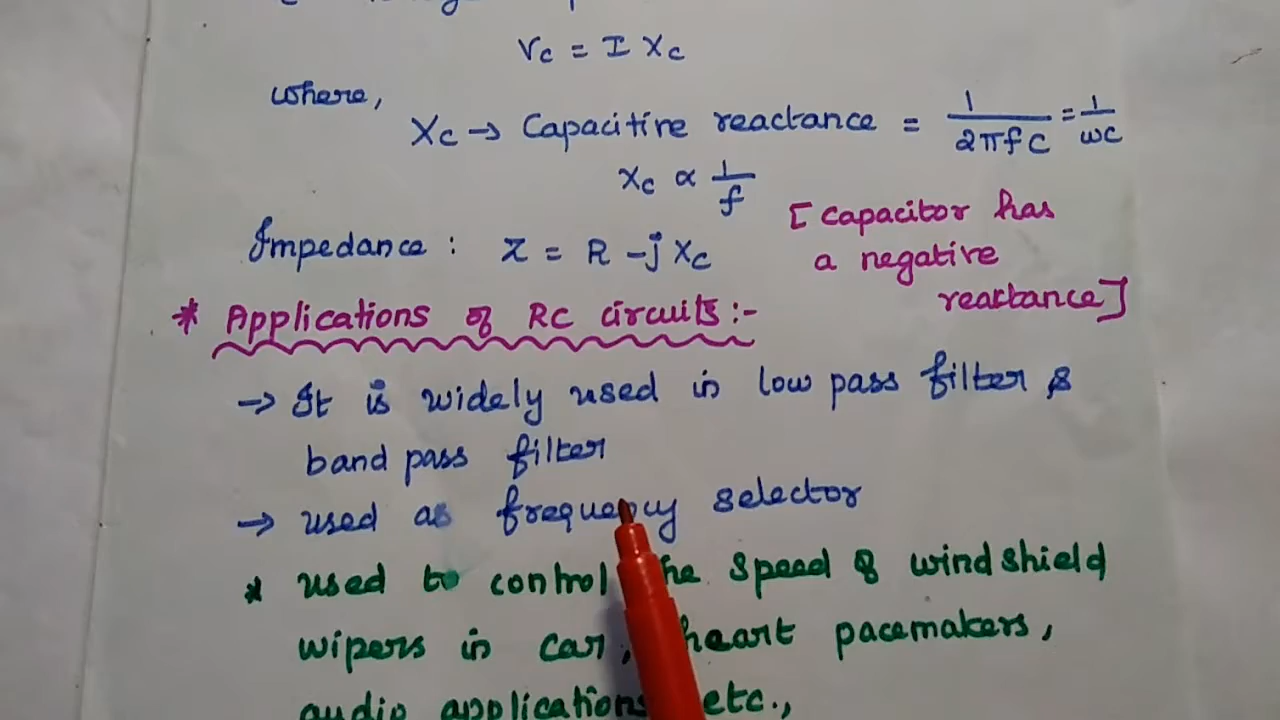 Vc = I Xc
where,
Xc → Capacitive reactance = 1/2πfC = 1/ωC
Xc ∝ 1/f
Impedance : Z = R - j Xc
[Capacitor has
a negative
reactance]
* Applications of RC circuits:-
→ It is widely used in low pass filter &
band pass filter
→ used as frequency selector
* used to control the speed of windshield
wipers in car, heart pacemakers,
audio applications etc.,